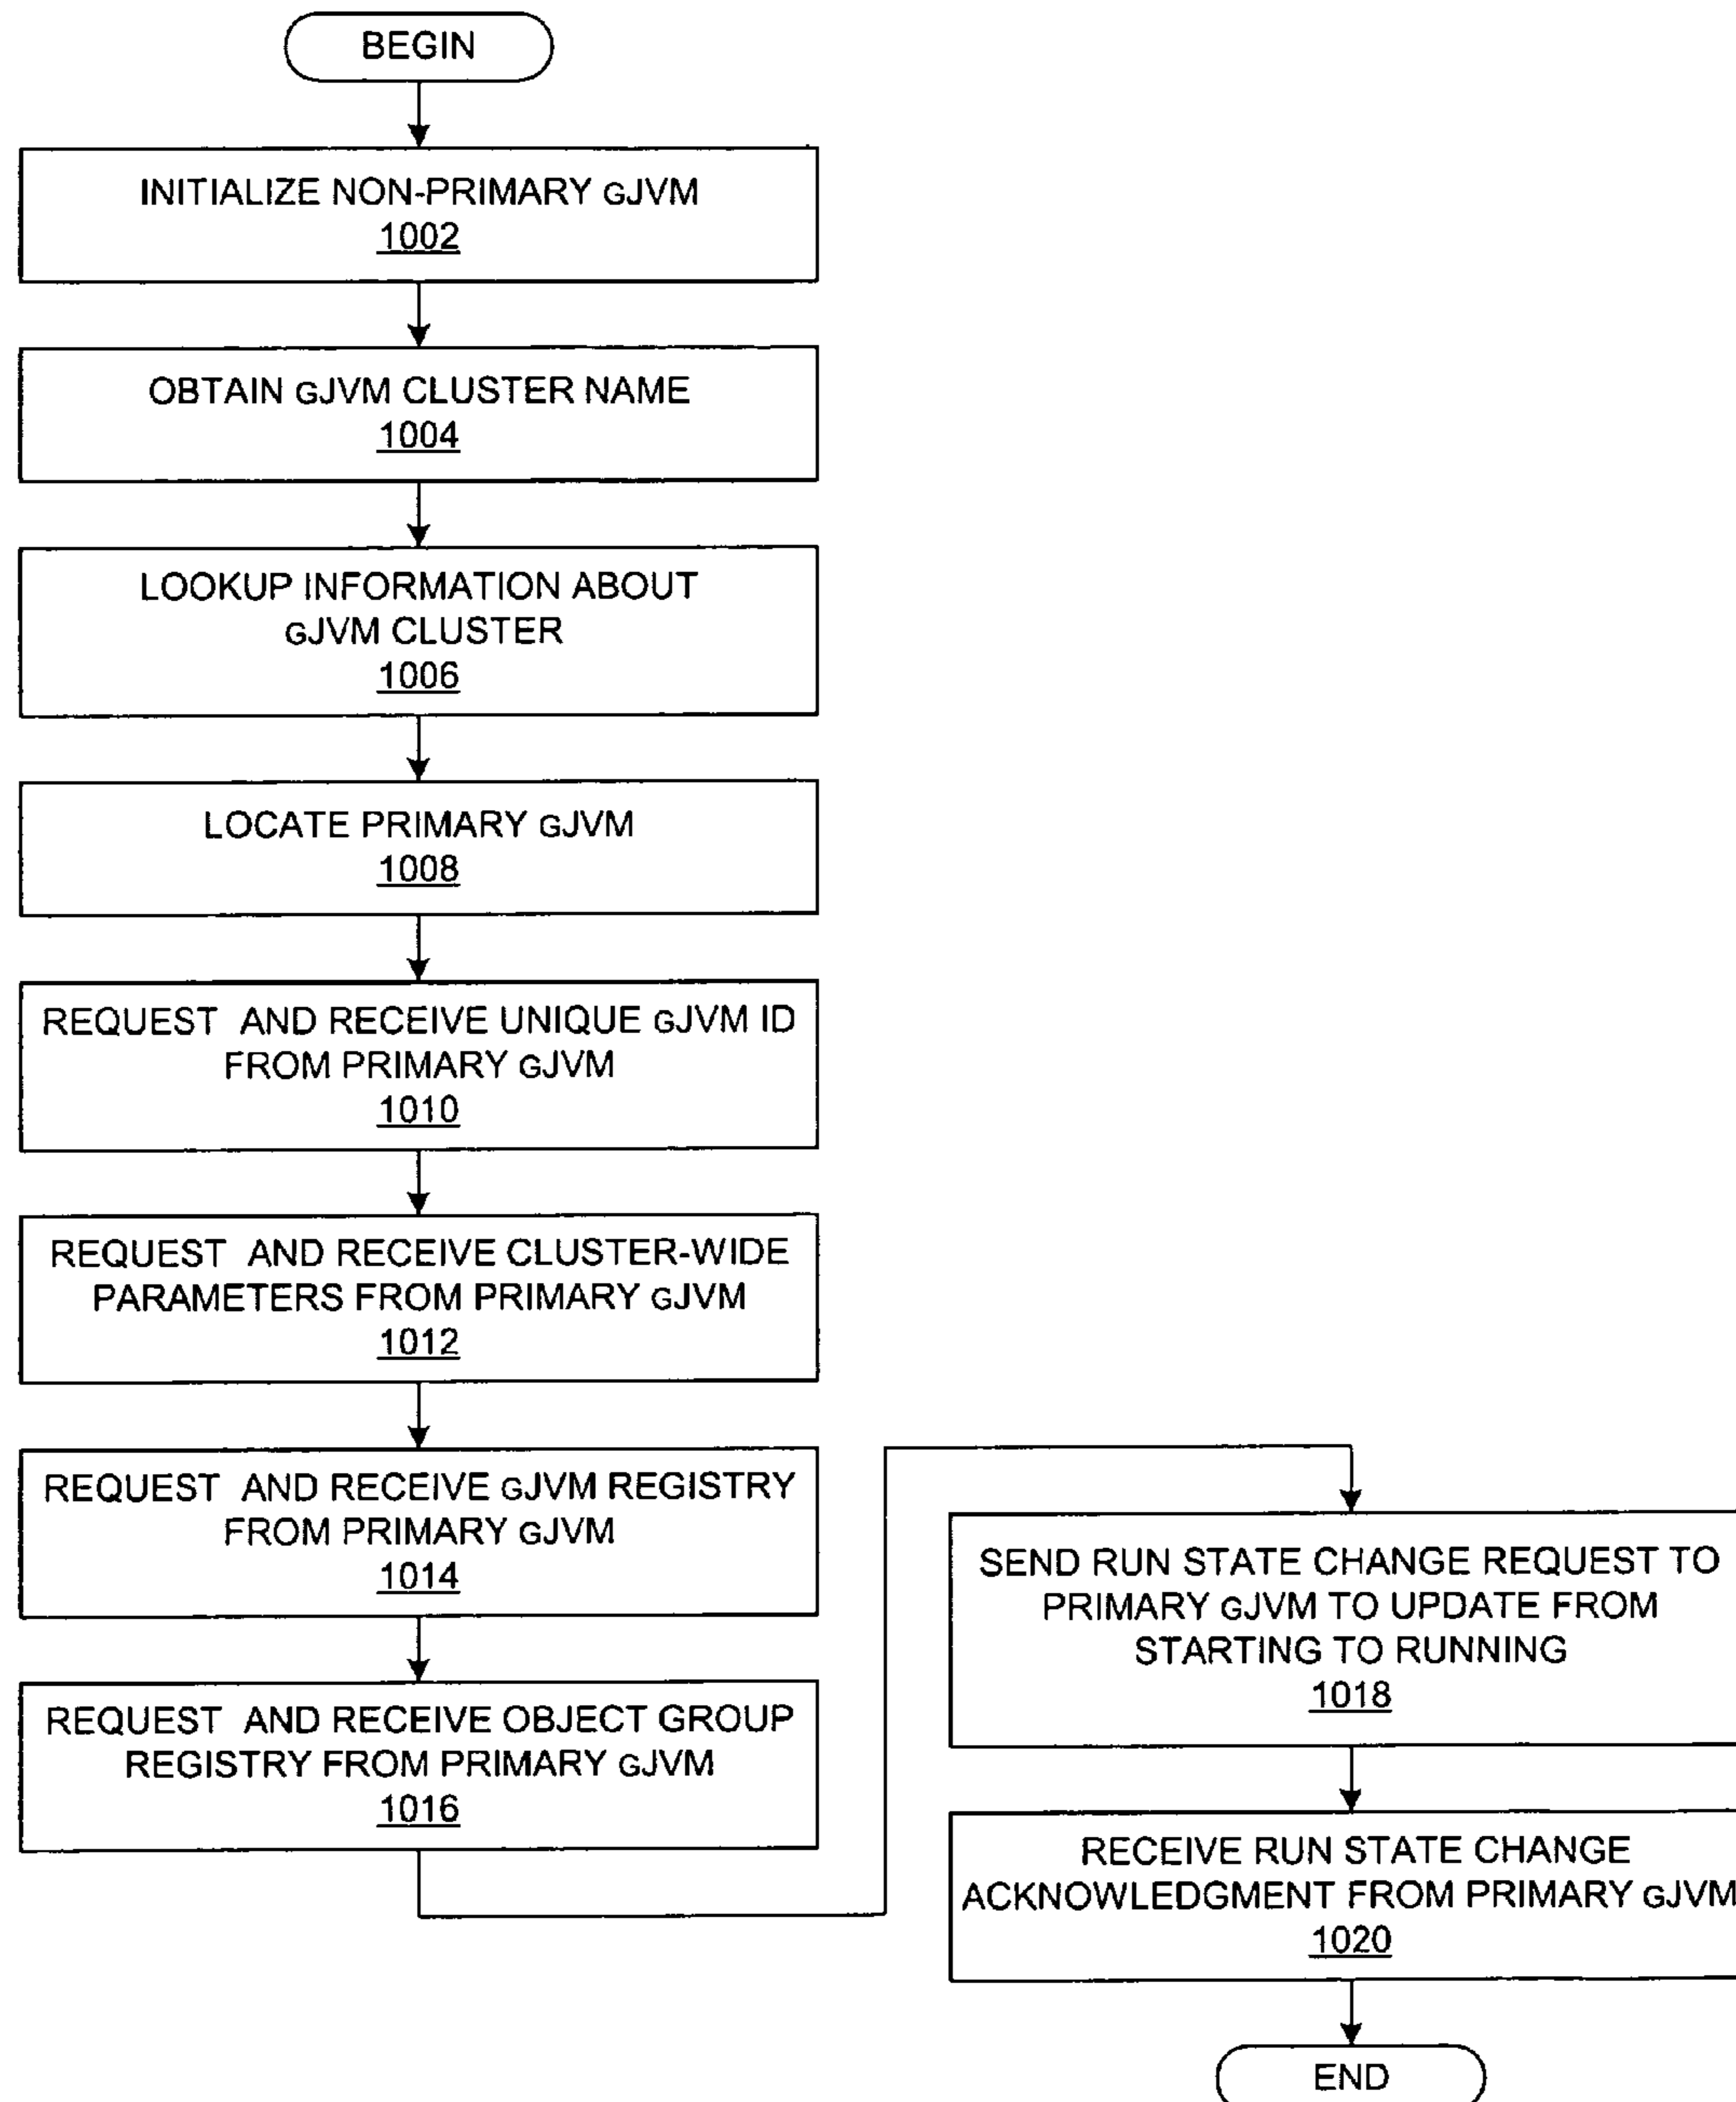 BEGIN
INITIALIZE NON-PRIMARY GJVM
1002
OBTAIN GJVM CLUSTER NAME
1004
LOOKUP INFORMATION ABOUT
GJVM CLUSTER
1006
LOCATE PRIMARY GJVM
1008
REQUEST AND RECEIVE UNIQUE GJVM ID
FROM PRIMARY GJVM
1010
REQUEST AND RECEIVE CLUSTER-WIDE
PARAMETERS FROM PRIMARY GJVM
1012
REQUEST AND RECEIVE GJVM REGISTRY
FROM PRIMARY GJVM
1014
REQUEST AND RECEIVE OBJECT GROUP
REGISTRY FROM PRIMARY GJVM
1016
SEND RUN STATE CHANGE REQUEST TO
PRIMARY GJVM TO UPDATE FROM
STARTING TO RUNNING
1018
RECEIVE RUN STATE CHANGE
ACKNOWLEDGMENT FROM PRIMARY GJVM
1020
END